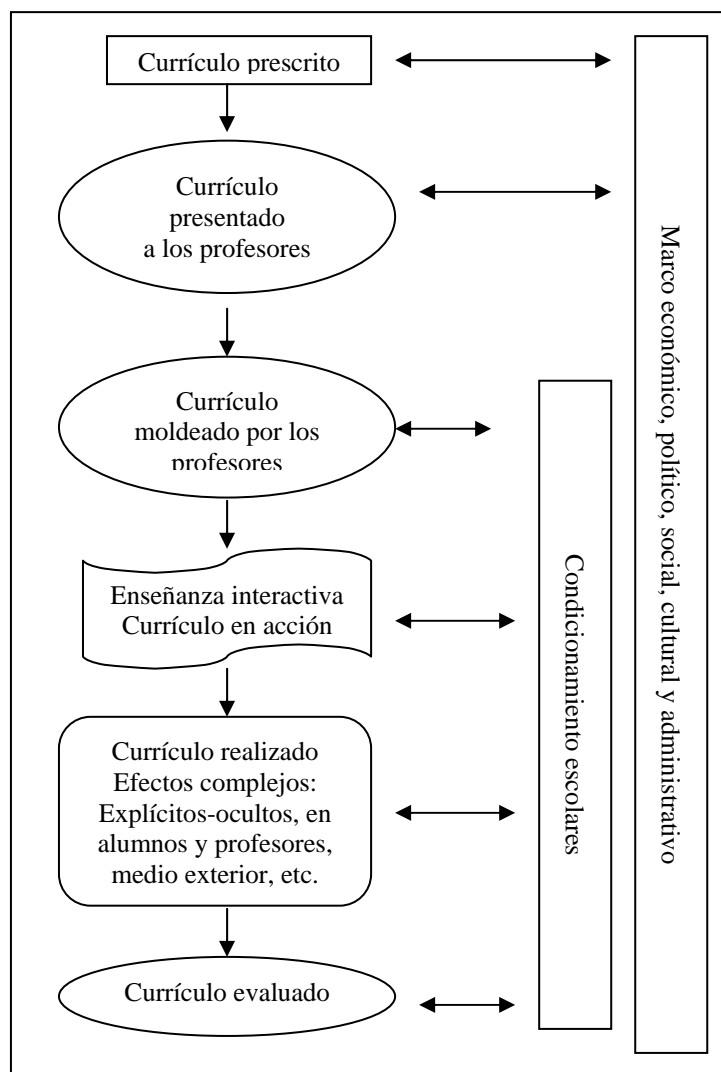 Currículo prescrito
Currículo
presentado
a los profesores
Currículo
moldeado por los
profesores
Enseñanza interactiva
Currículo en acción
Currículo realizado
Efectos complejos:
Explícitos-ocultos, en
alumnos y profesores,
medio exterior, etc.
Currículo evaluado
Condicionamiento escolares
Marco económico, político, social, cultural y administrativo